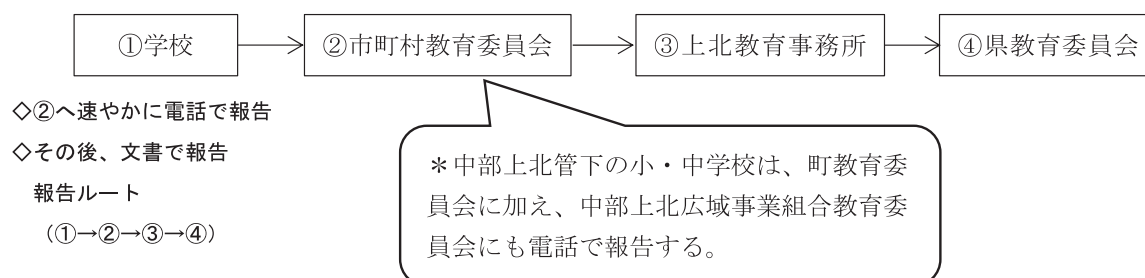 ①学校
②市町村教育委員会
③上北教育事務所
④県教育委員会
◇②へ速やかに電話で報告
◇その後、文書で報告
報告ルート
(①→②→③→④)
＊中部上北管下の小・中学校は、町教育委
員会に加え、中部上北広域事業組合教育委
員会にも電話で報告する。